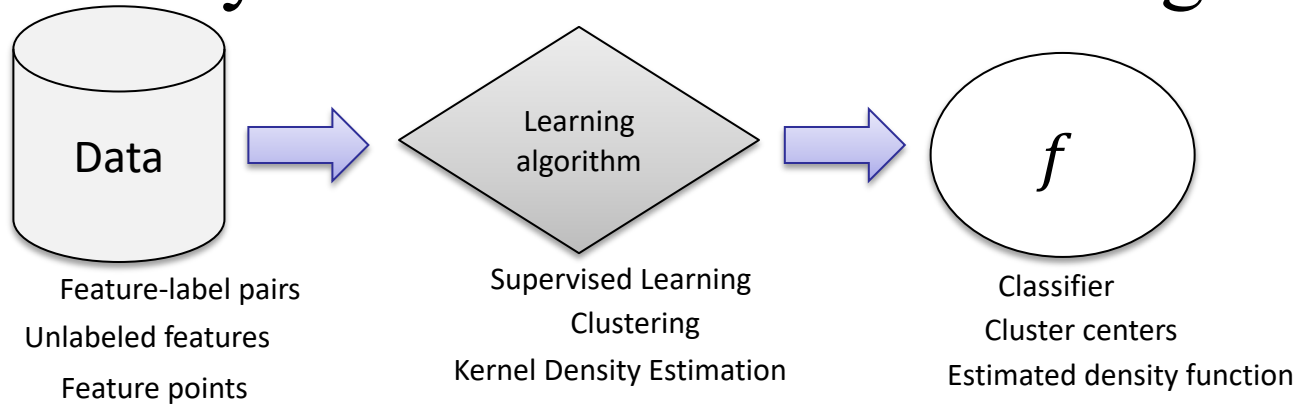 Data
Learning
algorithm
f
Feature-label pairs
Unlabeled features
Feature points
Supervised Learning
Clustering
Kernel Density Estimation
Classifier
Cluster centers
Estimated density function